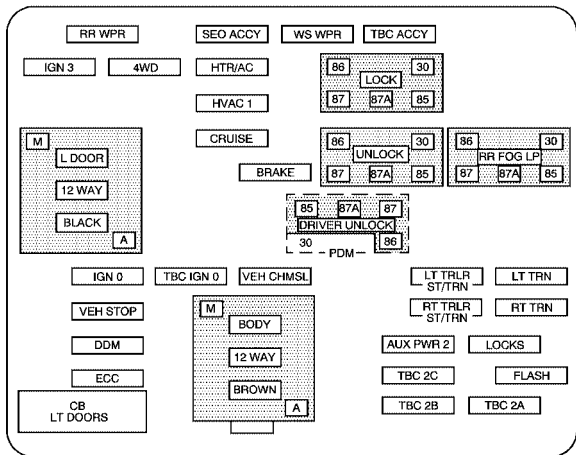 RR WPR
SEO ACCY
WS WPR
TBC ACCY
IGN 3
4WD
HTR/AC
86
30
LOCK
87
87A
85
HVAC 1
CRUISE
BRAKE
M
L DOOR
12 WAY
BLACK
A
86
30
UNLOCK
87
87A
85
86
30
RR FOG LP
87
87A
85
85
87A
87
DRIVER UNLOCK
30
86
PDM
IGN 0
TBC IGN 0
VEH CHMSL
LT TRLR
ST/TRN
LT TRN
VEH STOP
RT TRLR
ST/TRN
RT TRN
M
BODY
12 WAY
BROWN
A
DDM
AUX PWR 2
LOCKS
ECC
TBC 2C
FLASH
CB
LT DOORS
TBC 2B
TBC 2A